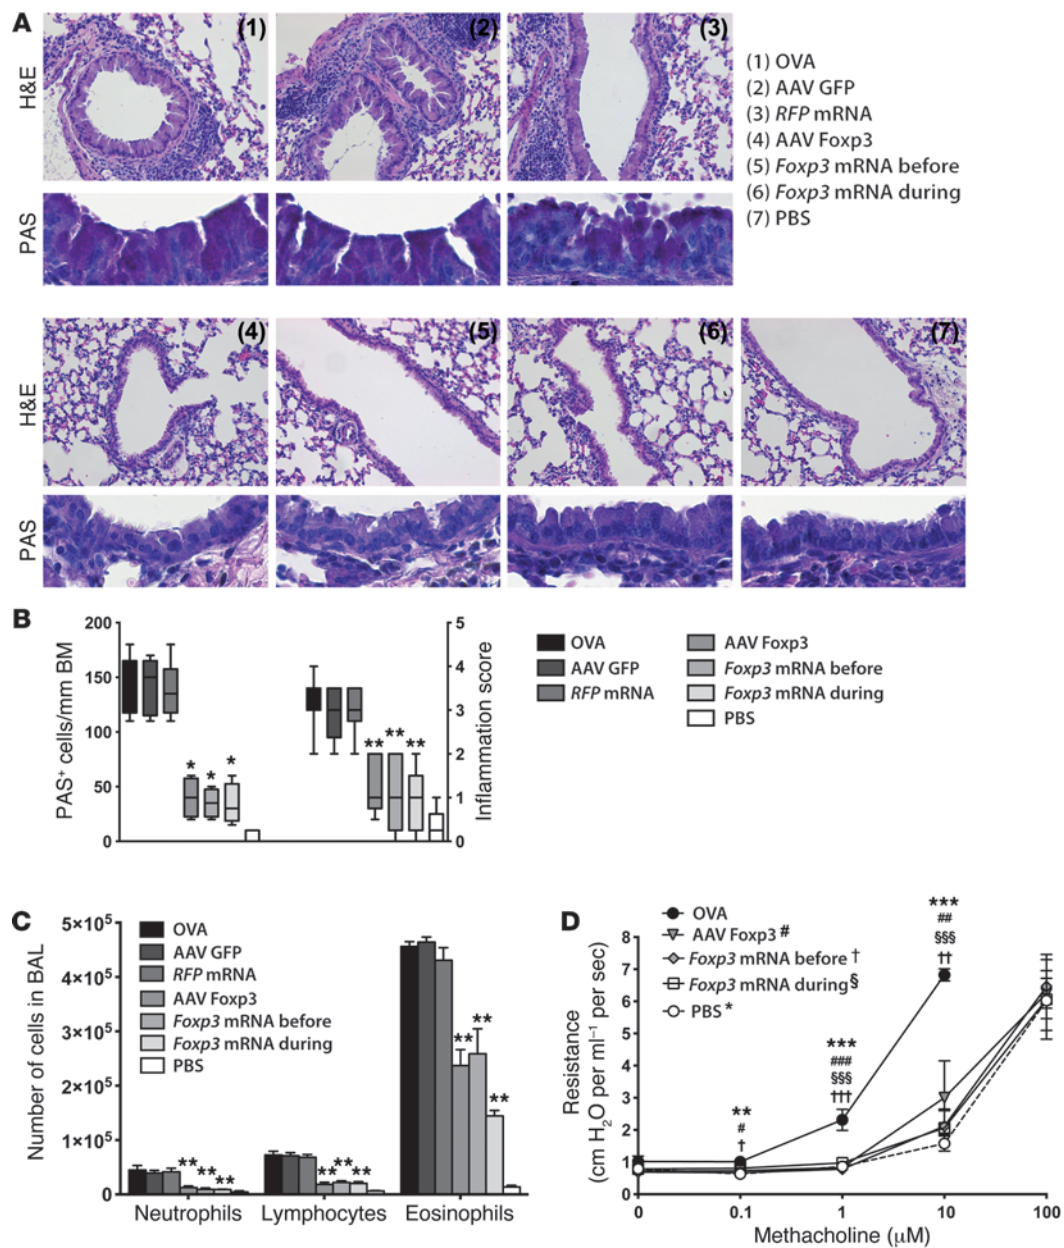 A
H&E
(1)
(2)
(3)
(1) OVA
(2) AAV GFP
(3) RFP mRNA
(4) AAV Foxp3
(5) Foxp3 mRNA before
(6) Foxp3 mRNA during
(7) PBS
PAS
H&E
(4)
(5)
(6)
(7)
PAS
B
PAS⁺ cells/mm BM
200
150
100
50
0
* * *
** ** **
5
4
3
2
1
0
Inflammation score
OVA
AAV GFP
RFP mRNA
AAV Foxp3
Foxp3 mRNA before
Foxp3 mRNA during
PBS
C
Number of cells in BAL
5×10⁵
4×10⁵
3×10⁵
2×10⁵
1×10⁵
0
OVA
AAV GFP
RFP mRNA
AAV Foxp3
Foxp3 mRNA before
Foxp3 mRNA during
PBS
** ** **
** ** **
** ** **
Neutrophils
Lymphocytes
Eosinophils
D
OVA
AAV Foxp3 #
Foxp3 mRNA before †
Foxp3 mRNA during §
PBS *
Resistance
(cm H₂O per ml⁻¹ per sec)
8
7
6
5
4
3
2
1
0
**
#
†
***
###
§§§
†††
***
##
§§§
††
0
0.1
1
10
100
Methacholine (μM)